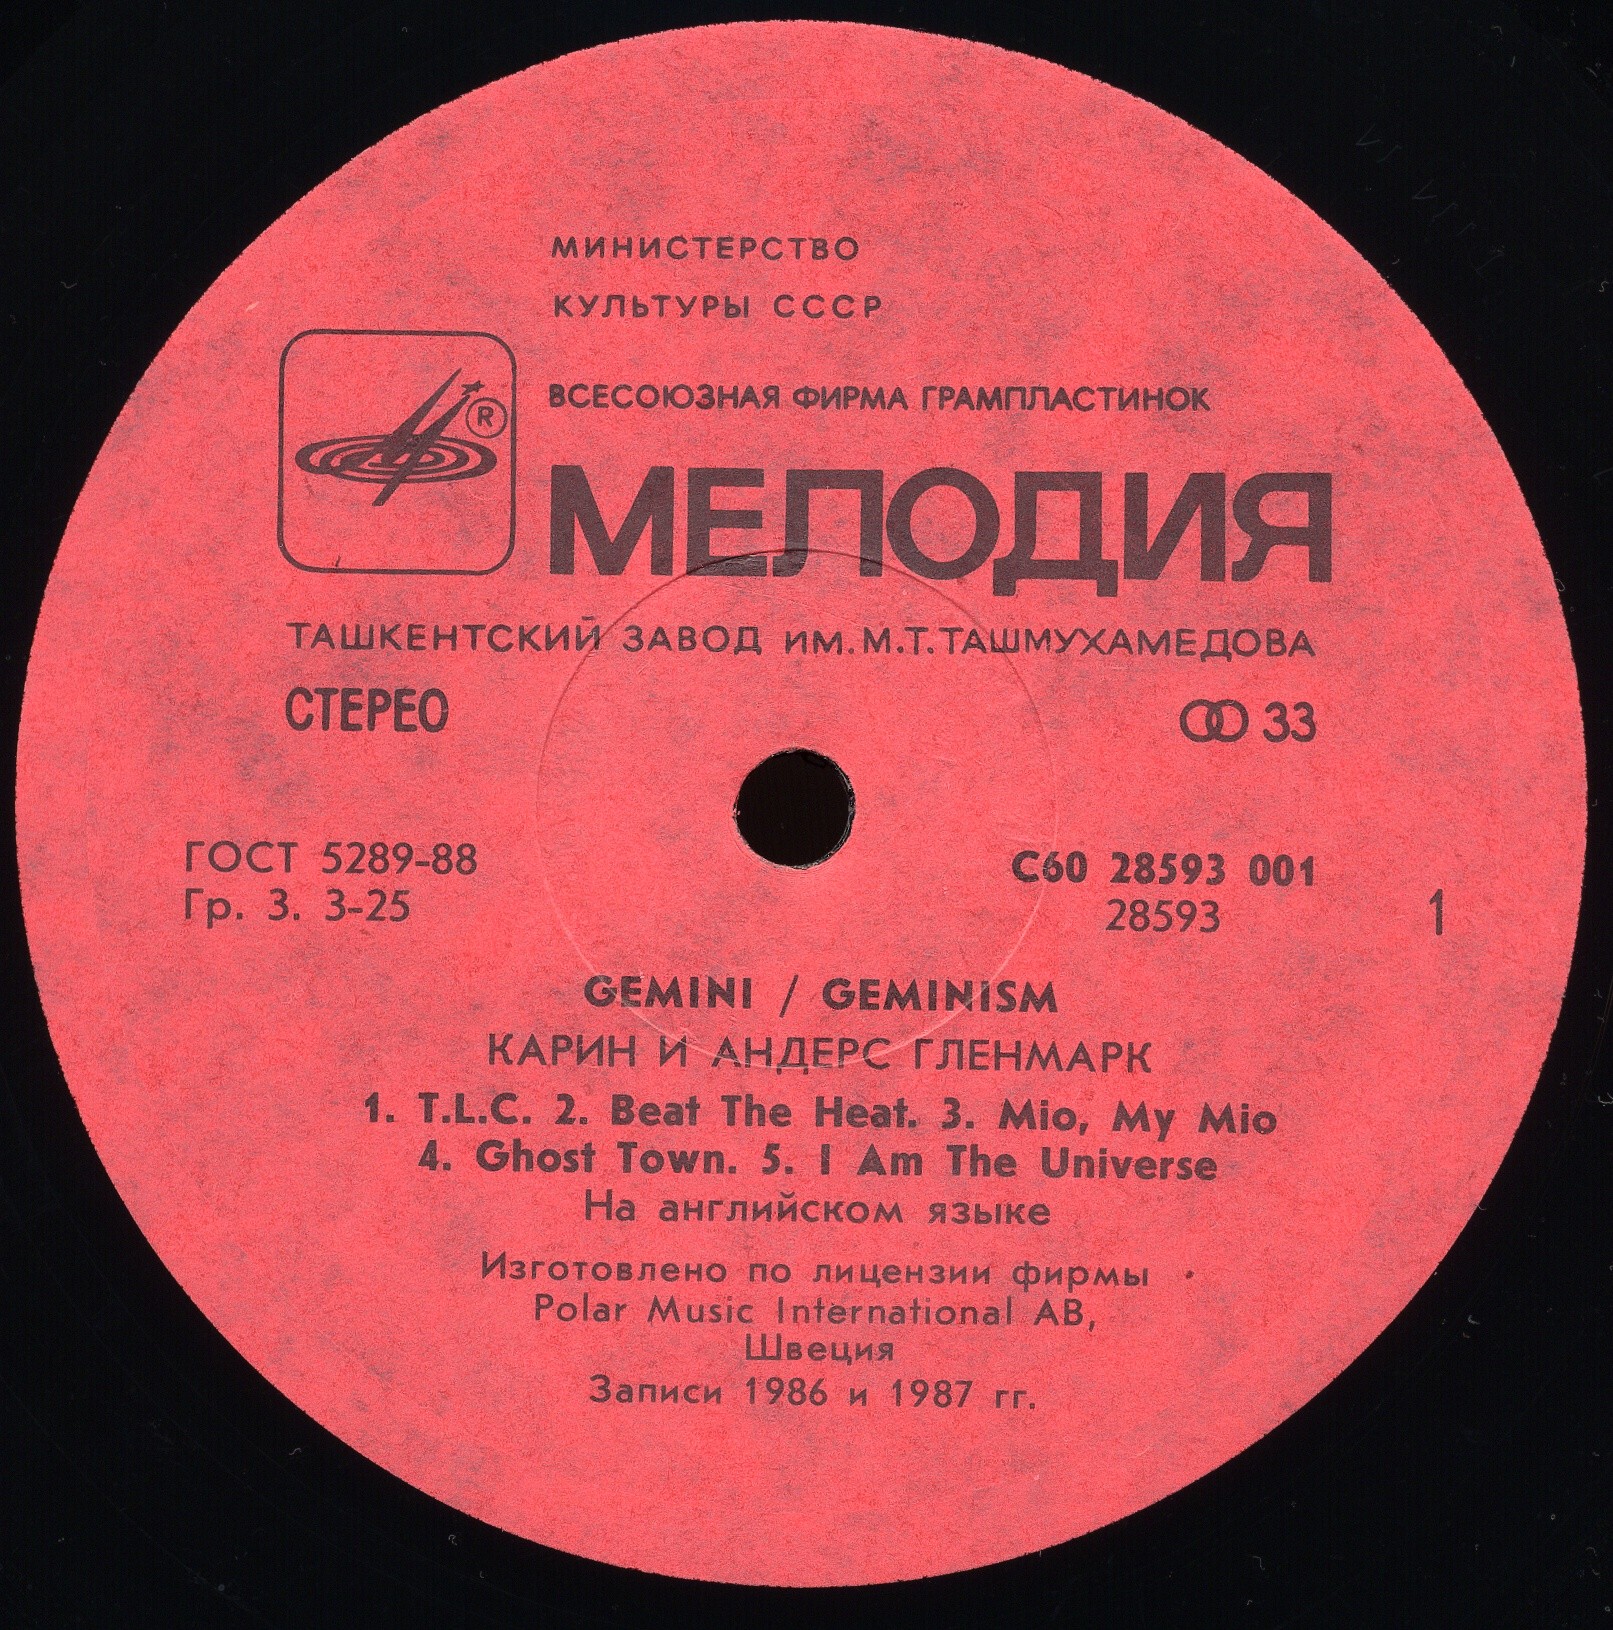 МИНИСТЕРСТВО
КУЛЬТУРЫ СССР
ВСЕСОЮЗНАЯ ФИРМА ГРАМПЛАСТИНОК
®
МЕЛОДИЯ
ТАШКЕНТСКИЙ ЗАВОД ИМ. М.Т. ТАШМУХАМЕДОВА
СТЕРЕО 33
ГОСТ 5289-88 С60 28593 001
Гр. 3. 3-25 28593 1
GEMINI / GEMINISM
КАРИН И АНДЕРС ГЛЕНМАРК
1. T.L.C. 2. Beat The Heat. 3. Mio, My Mio
4. Ghost Town. 5. I Am The Universe
На английском языке
Изготовлено по лицензии фирмы
Polar Music International AB,
Швеция
Записи 1986 и 1987 гг.